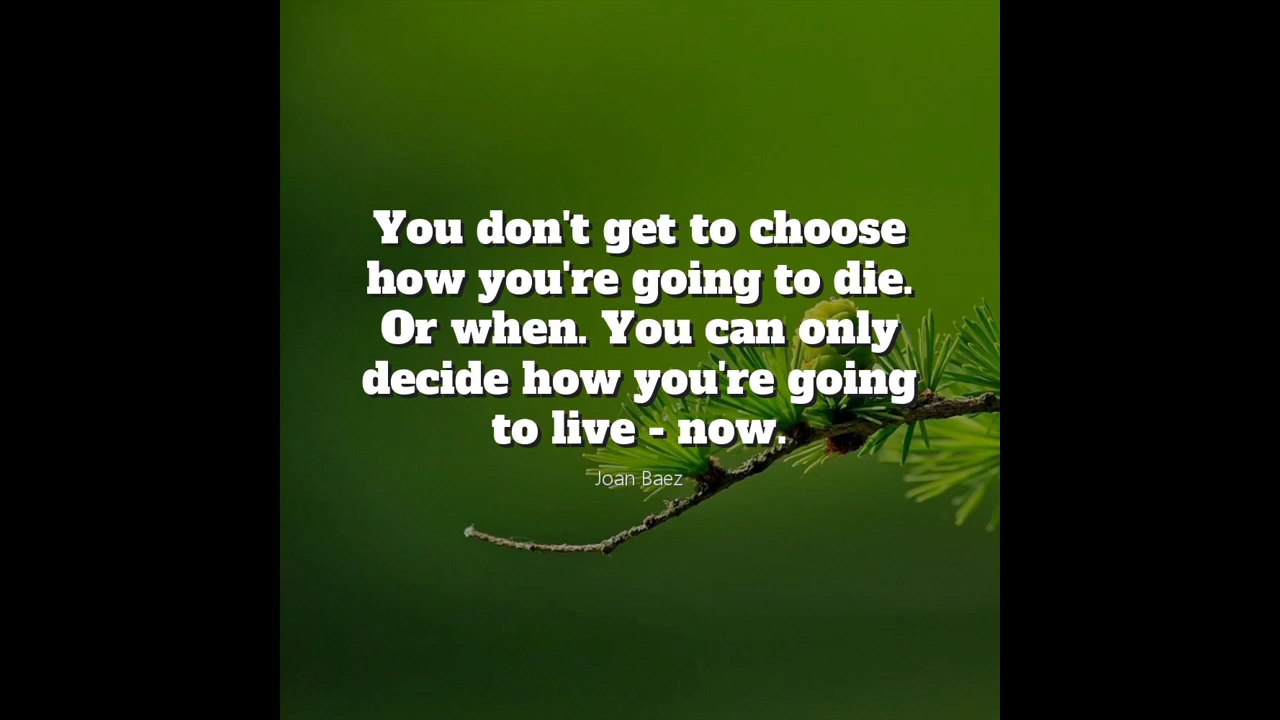 You don't get to choose
how you're going to die.
Or when. You can only
decide how you're going
to live - now.
Joan Baez